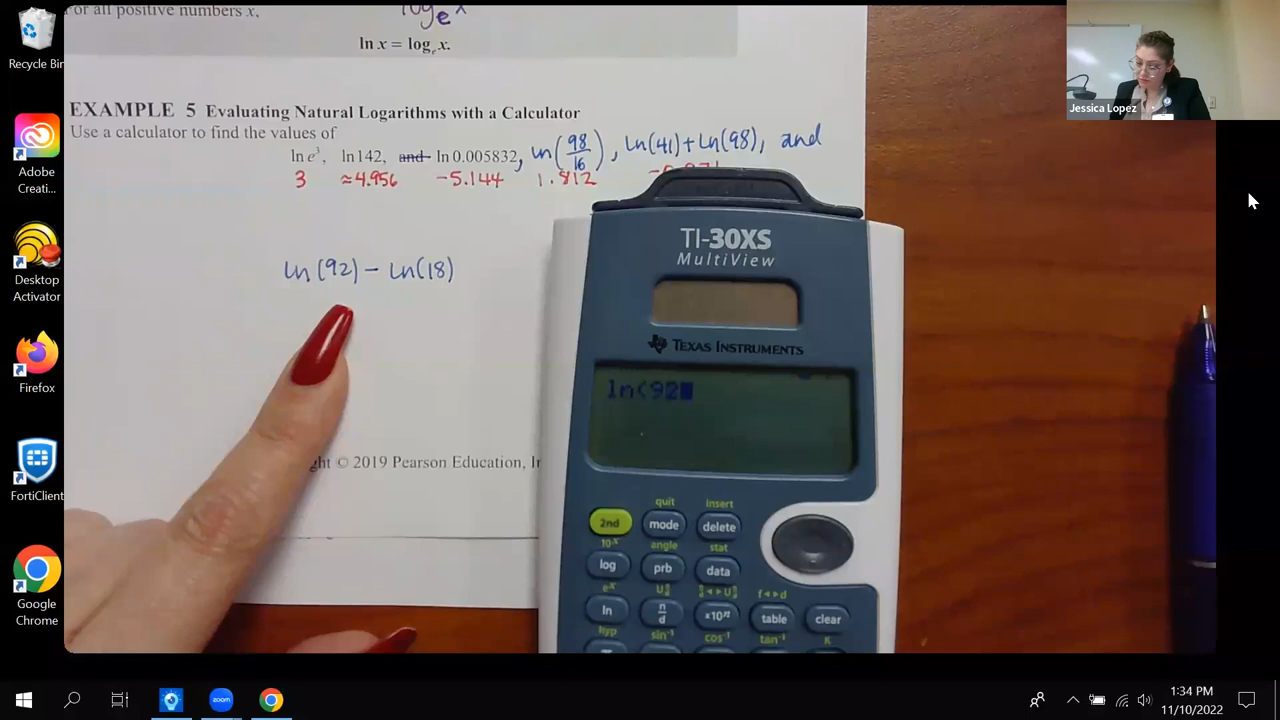 for all positive numbers x,
log_e x
ln x = log_e x.
Jessica Lopez
EXAMPLE 5 Evaluating Natural Logarithms with a Calculator
Use a calculator to find the values of
ln e³, ln 142, and ln 0.005832, ln(98/16), ln(41)+ln(98), and
3 ≈4.956 -5.144 1.812
ln(92) - ln(18)
TI-30XS
MultiView
TEXAS INSTRUMENTS
ln(92
ght © 2019 Pearson Education, In
quit insert
2nd mode delete
angle stat
log prb data
f◄►d
ln n/d table clear
hyp sin⁻¹ cos⁻¹ tan⁻¹ K
Recycle Bin
Adobe
Creati...
Desktop
Activator
Firefox
FortiClient
Google
Chrome
zoom
1:34 PM
11/10/2022